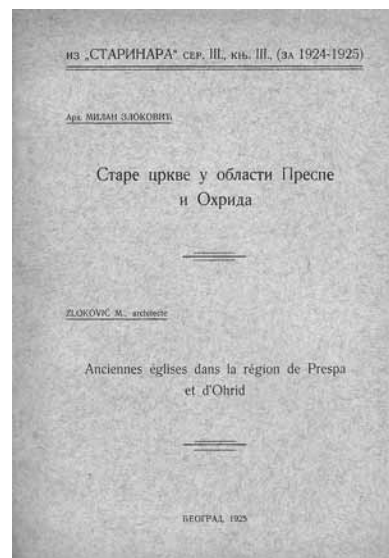 из „СТАРИНАРА“ СЕР. III., КЊ. III., (ЗА 1924-1925)
Арх. МИЛАН ЗЛОКОВИЋ
Старе цркве у области Преспе
и Охрида
ZLOKOVIĆ M., architecte
Anciennes églises dans la région de Prespa
et d'Ohrid
БЕОГРАД, 1925